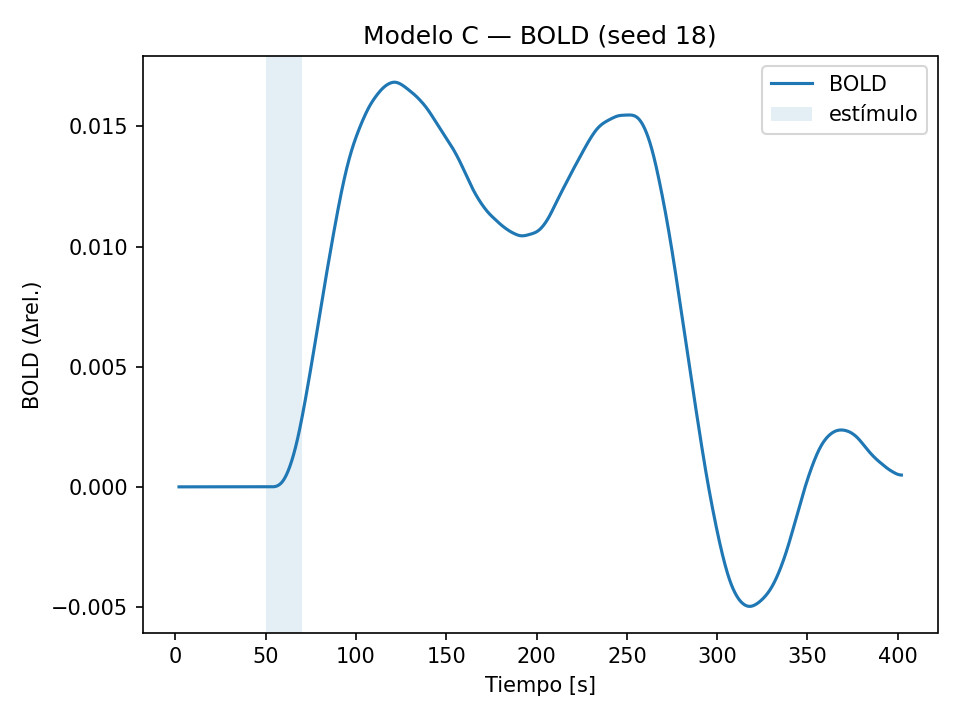 Modelo C — BOLD (seed 18)
BOLD
estímulo
0.015
0.010
0.005
0.000
−0.005
BOLD (Δrel.)
0 50 100 150 200 250 300 350 400
Tiempo [s]